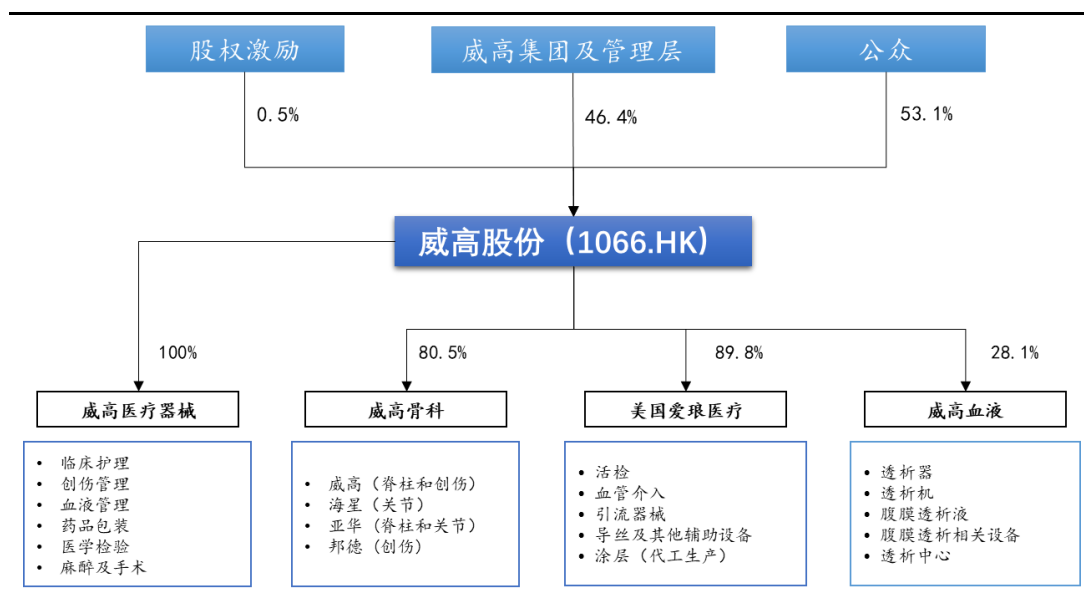 股权激励
威高集团及管理层
公众
0.5%
46.4%
53.1%
威高股份（1066.HK）
100%
80.5%
89.8%
28.1%
威高医疗器械
威高骨科
美国爱琅医疗
威高血液
• 临床护理
• 创伤管理
• 血液管理
• 药品包装
• 医学检验
• 麻醉及手术
• 威高（脊柱和创伤）
• 海星（关节）
• 亚华（脊柱和关节）
• 邦德（创伤）
• 活检
• 血管介入
• 引流器械
• 导丝及其他辅助设备
• 涂层（代工生产）
• 透析器
• 透析机
• 腹膜透析液
• 腹膜透析相关设备
• 透析中心